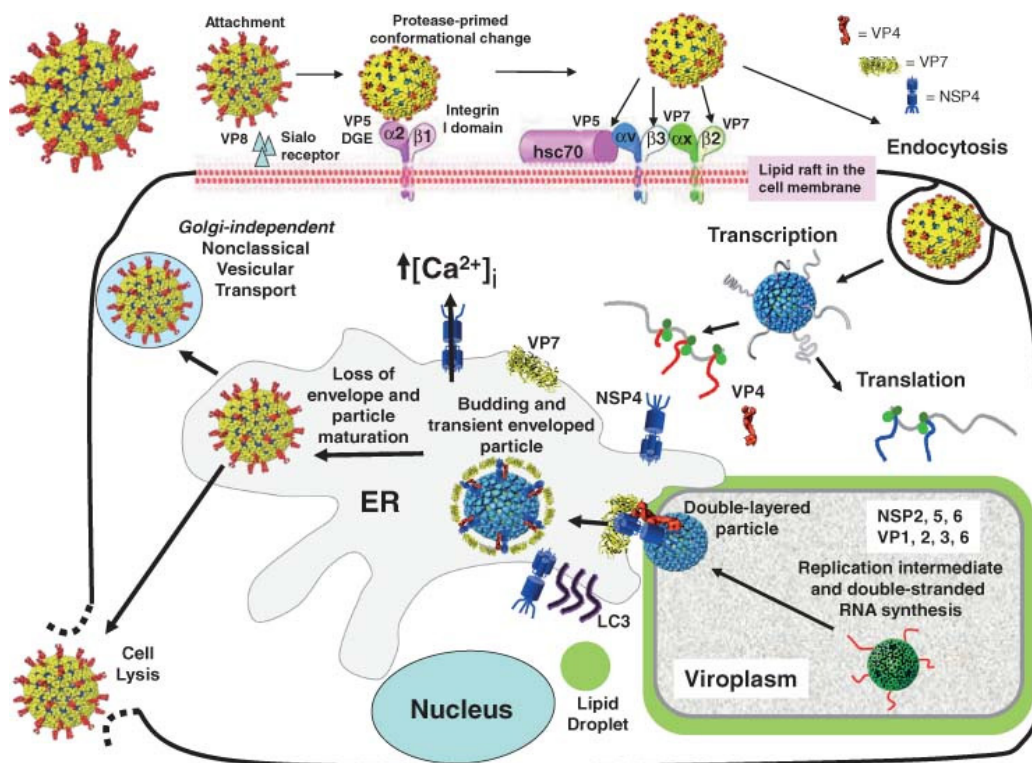 Attachment
Protease-primed
conformational change
= VP4
= VP7
= NSP4
VP8
Sialo
receptor
VP5
DGE
α2
β1
Integrin
I domain
VP5
hsc70
αv
β3
VP7
αx
β2
VP7
Lipid raft in the
cell membrane
Endocytosis
Golgi-independent
Nonclassical
Vesicular
Transport
[Ca²⁺]i
Transcription
VP7
VP4
Translation
NSP4
Loss of
envelope and
particle
maturation
Budding and
transient enveloped
particle
ER
Double-layered
particle
NSP2, 5, 6
VP1, 2, 3, 6
Replication intermediate
and double-stranded
RNA synthesis
LC3
Viroplasm
Cell
Lysis
Nucleus
Lipid
Droplet